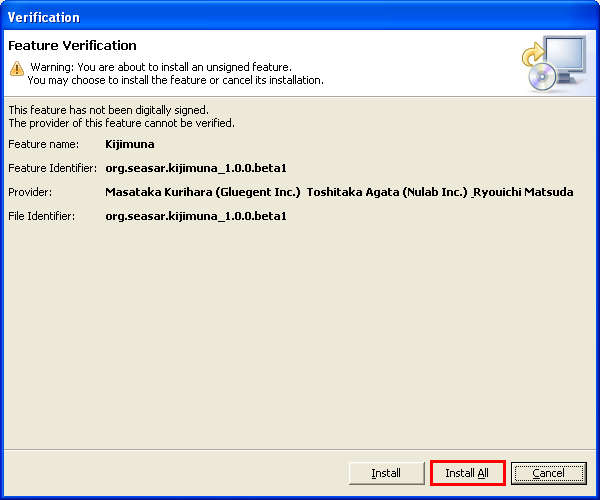 Verification
Feature Verification
Warning: You are about to install an unsigned feature.
You may choose to install the feature or cancel its installation.
This feature has not been digitally signed.
The provider of this feature cannot be verified.
Feature name: Kijimuna
Feature Identifier: org.seasar.kijimuna_1.0.0.beta1
Provider: Masataka Kurihara (Gluegent Inc.) Toshitaka Agata (Nulab Inc.) ,Ryouichi Matsuda
File Identifier: org.seasar.kijimuna_1.0.0.beta1
Install Install All Cancel